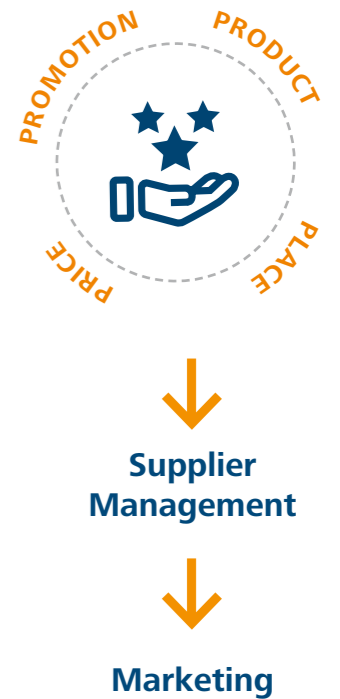 PROMOTION
PRODUCT
PRICE
PLACE
Supplier
Management
Marketing